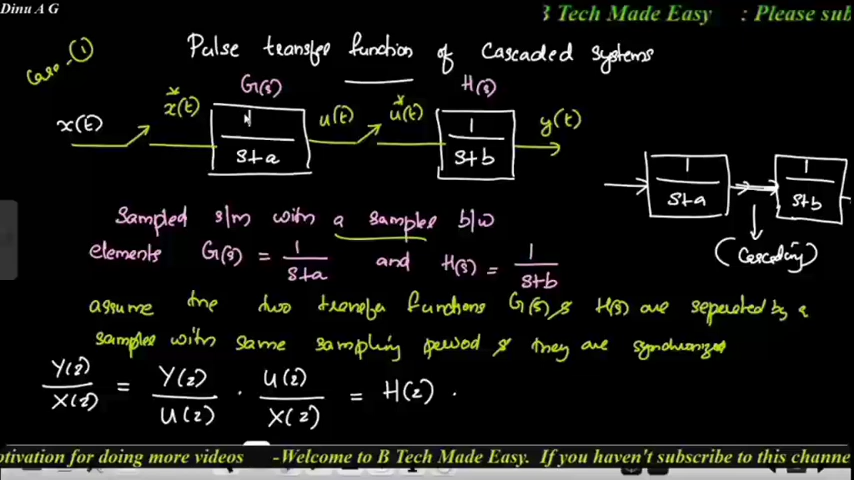 Dinu A G
B Tech Made Easy : Please sub
Case - ①
Pulse transfer function of Cascaded systems
G(s) H(s)
x(t) x*(t) 1/s+a u(t) u*(t) 1/s+b y(t)
1/s+a 1/s+b
(Cascading)
Sampled s/m with a sampler b/w
elements G(s) = 1/s+a and H(s) = 1/s+b
assume the two transfer functions G(s) & H(s) are separated by a
sampler with same sampling period & they are synchronized
Y(z)/X(z) = Y(z)/U(z) · U(z)/X(z) = H(z) ·
otivation for doing more videos -Welcome to B Tech Made Easy. If you haven't subscribe to this channe